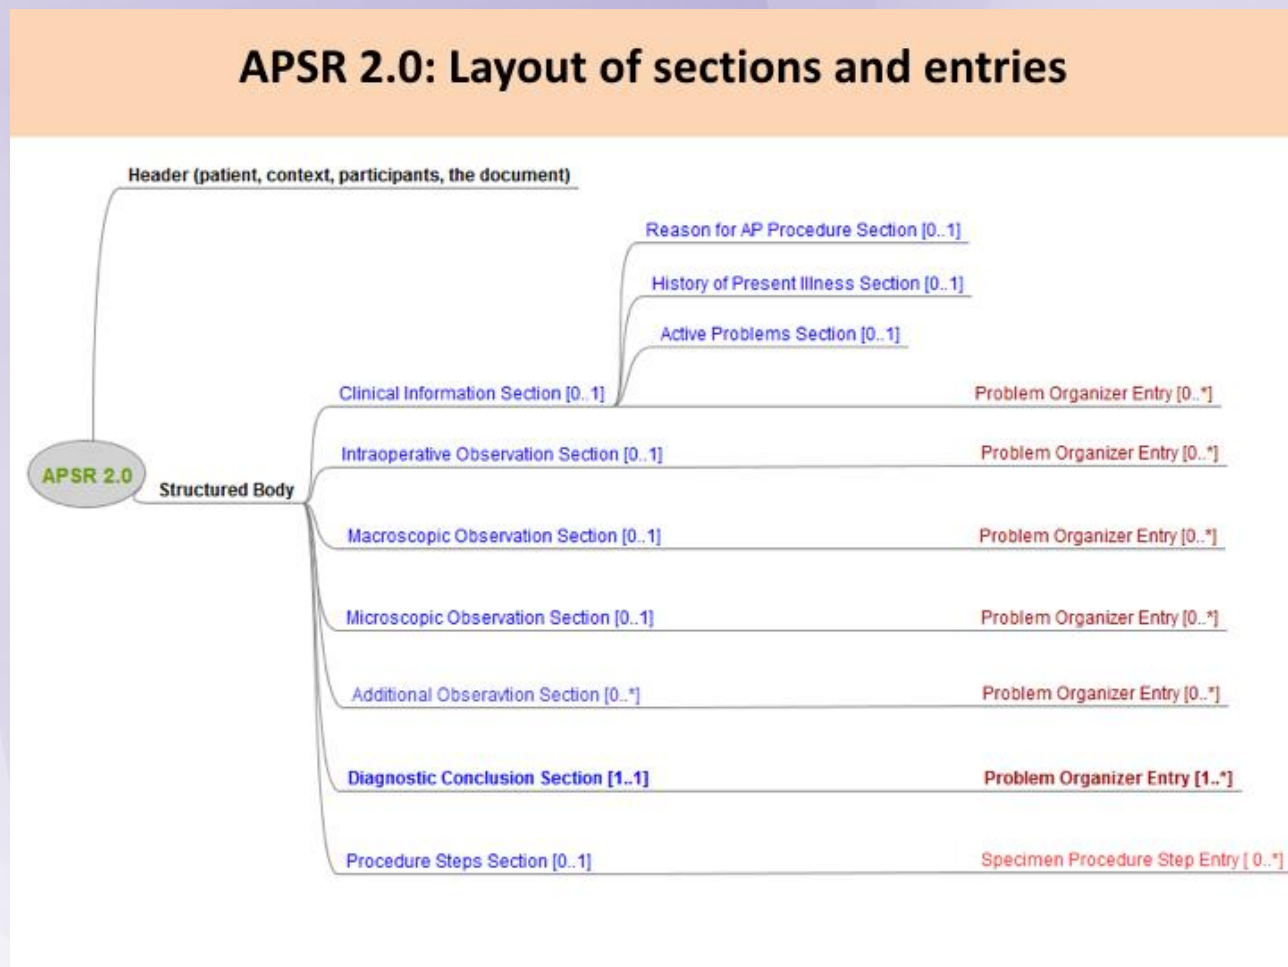 APSR 2.0: Layout of sections and entries
Header (patient, context, participants, the document)
Reason for AP Procedure Section [0..1]
History of Present Illness Section [0..1]
Active Problems Section [0..1]
Clinical Information Section [0..1]
Problem Organizer Entry [0..*]
Intraoperative Observation Section [0..1]
Problem Organizer Entry [0..*]
APSR 2.0
Structured Body
Macroscopic Observation Section [0..1]
Problem Organizer Entry [0..*]
Microscopic Observation Section [0..1]
Problem Organizer Entry [0..*]
Additional Obseravtion Section [0..*]
Problem Organizer Entry [0..*]
Diagnostic Conclusion Section [1..1]
Problem Organizer Entry [1..*]
Procedure Steps Section [0..1]
Specimen Procedure Step Entry [ 0..*]